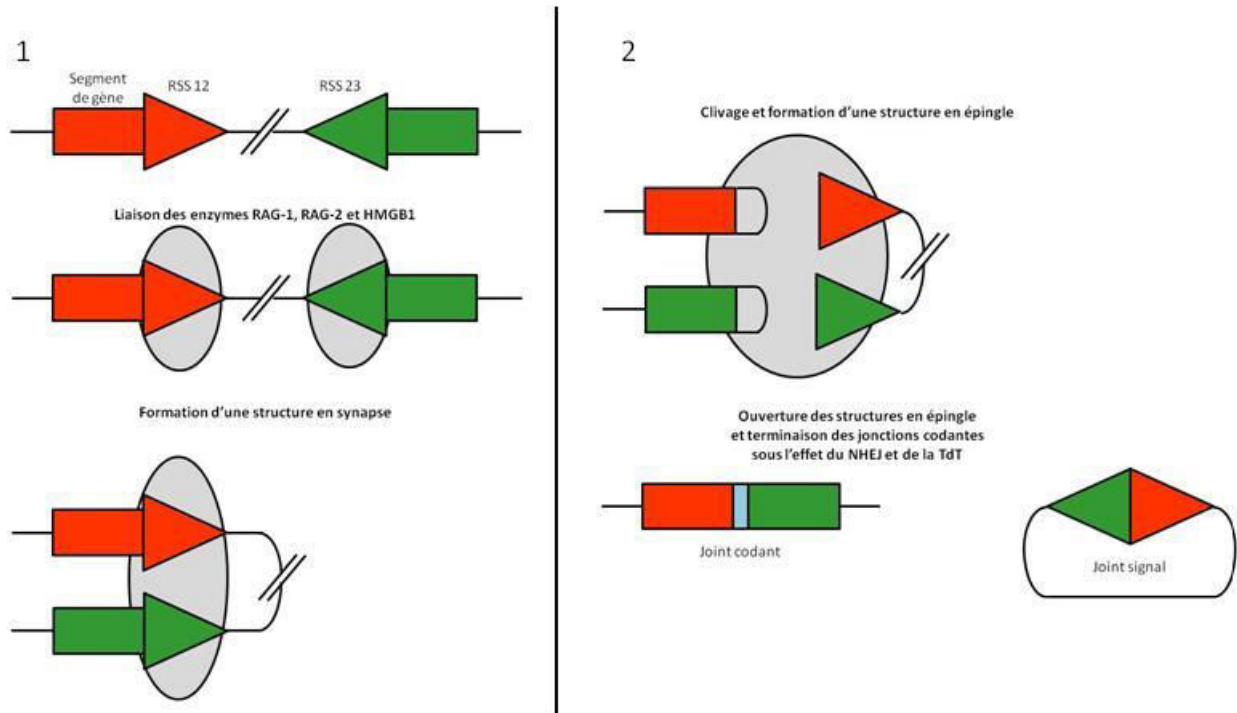 1
Segment
de gène
RSS 12
RSS 23
Liaison des enzymes RAG-1, RAG-2 et HMGB1
Formation d'une structure en synapse
2
Clivage et formation d'une structure en épingle
Ouverture des structures en épingle
et terminaison des jonctions codantes
sous l'effet du NHEJ et de la TdT
Joint codant
Joint signal